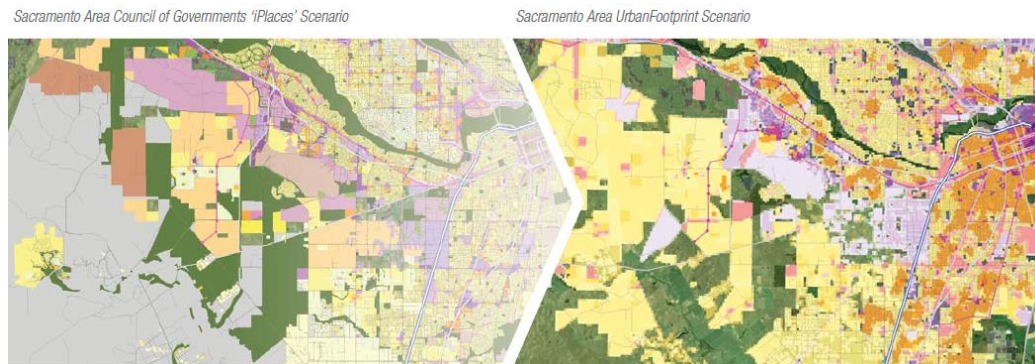 Sacramento Area Council of Governments 'iPlaces' Scenario
Sacramento Area UrbanFootprint Scenario